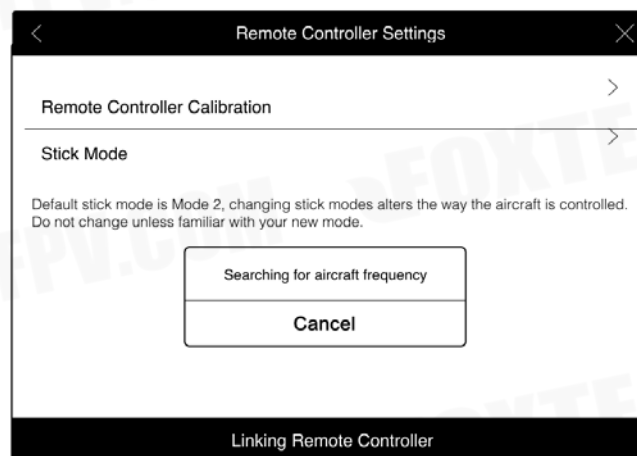 Remote Controller Settings
Remote Controller Calibration
Stick Mode
Default stick mode is Mode 2, changing stick modes alters the way the aircraft is controlled.
Do not change unless familiar with your new mode.
Searching for aircraft frequency
Cancel
Linking Remote Controller